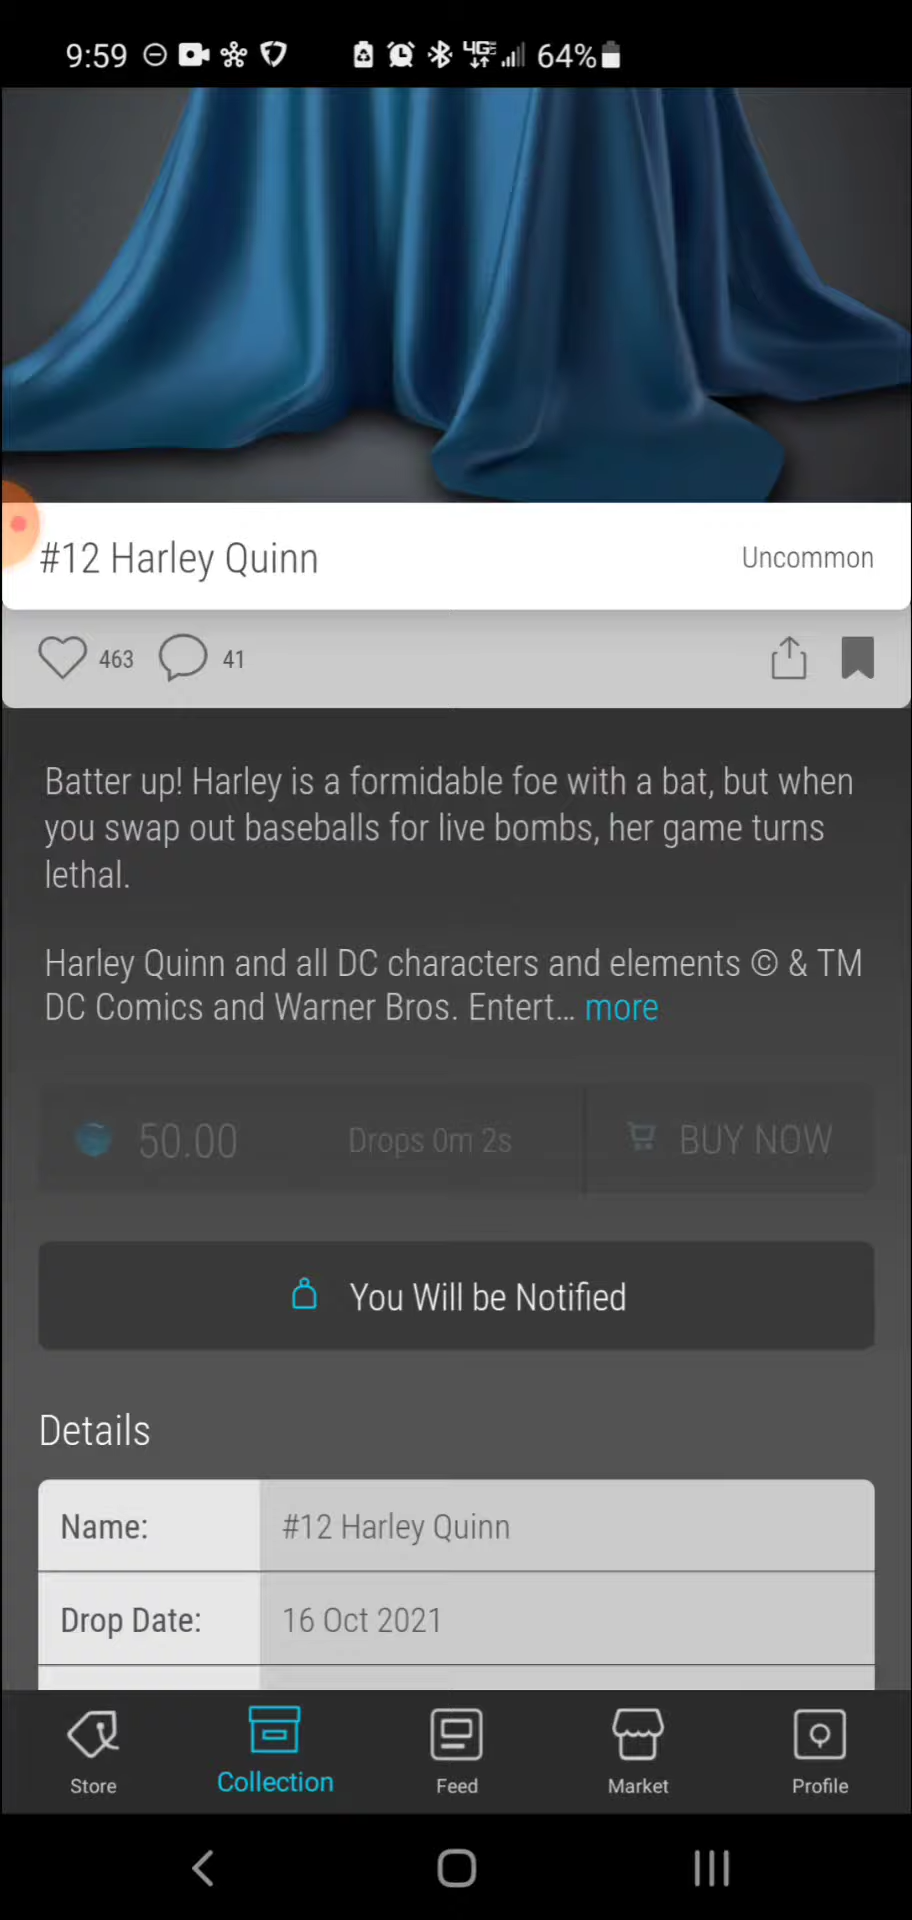 9:59
4GE
64%
#12 Harley Quinn
Uncommon
463
41
Batter up! Harley is a formidable foe with a bat, but when
you swap out baseballs for live bombs, her game turns
lethal.
Harley Quinn and all DC characters and elements © & TM
DC Comics and Warner Bros. Entert... more
50.00
Drops 0m 2s
BUY NOW
You Will be Notified
Details
Name:
#12 Harley Quinn
Drop Date:
16 Oct 2021
Store
Collection
Feed
Market
Profile